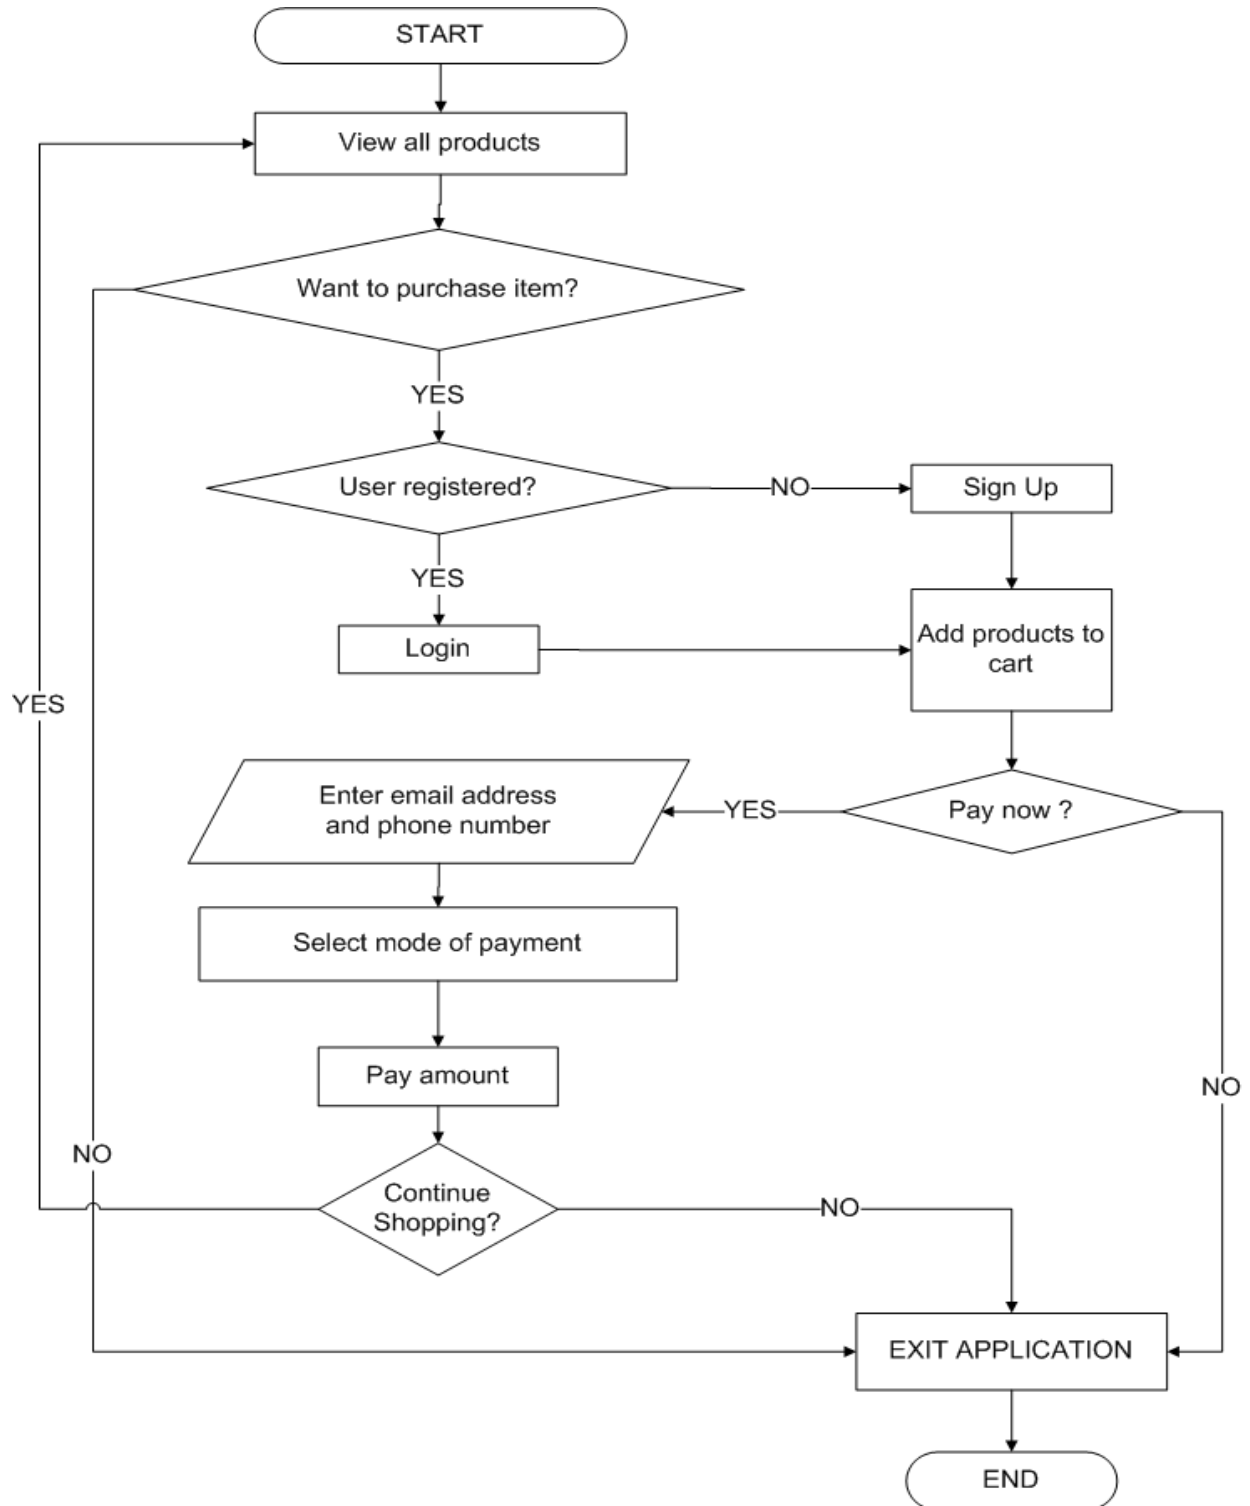 START
View all products
Want to purchase item?
YES
User registered?
NO
Sign Up
YES
Login
Add products to
cart
YES
Enter email address
and phone number
YES
Pay now ?
Select mode of payment
Pay amount
NO
NO
Continue
Shopping?
NO
EXIT APPLICATION
END